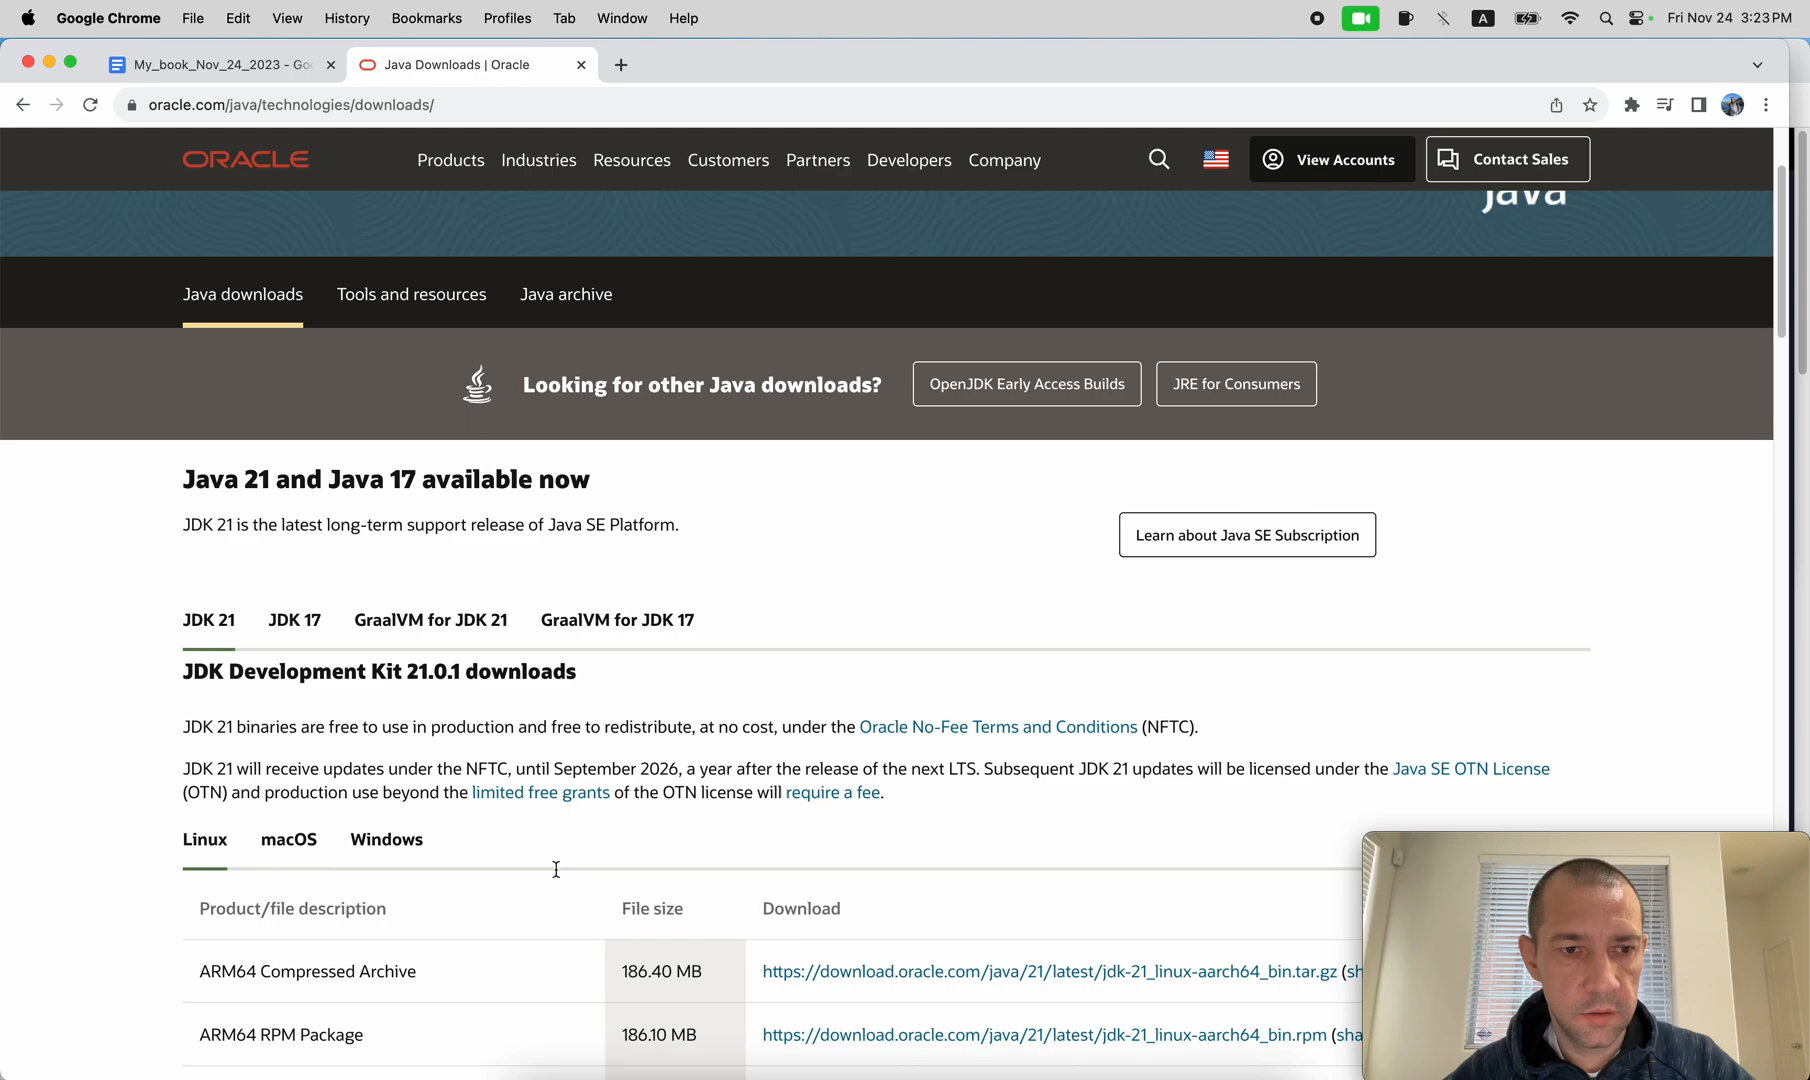 Google Chrome File Edit View History Bookmarks Profiles Tab Window Help A Fri Nov 24 3:23 PM
My_book_Nov_24_2023 - Goo Java Downloads | Oracle
oracle.com/java/technologies/downloads/
ORACLE Products Industries Resources Customers Partners Developers Company View Accounts Contact Sales
Java
Java downloads Tools and resources Java archive
Looking for other Java downloads? OpenJDK Early Access Builds JRE for Consumers
Java 21 and Java 17 available now
JDK 21 is the latest long-term support release of Java SE Platform.
Learn about Java SE Subscription
JDK 21 JDK 17 GraalVM for JDK 21 GraalVM for JDK 17
JDK Development Kit 21.0.1 downloads
JDK 21 binaries are free to use in production and free to redistribute, at no cost, under the Oracle No-Fee Terms and Conditions (NFTC).
JDK 21 will receive updates under the NFTC, until September 2026, a year after the release of the next LTS. Subsequent JDK 21 updates will be licensed under the Java SE OTN License
(OTN) and production use beyond the limited free grants of the OTN license will require a fee.
Linux macOS Windows
Product/file description File size Download
ARM64 Compressed Archive 186.40 MB https://download.oracle.com/java/21/latest/jdk-21_linux-aarch64_bin.tar.gz (sh
ARM64 RPM Package 186.10 MB https://download.oracle.com/java/21/latest/jdk-21_linux-aarch64_bin.rpm (sha